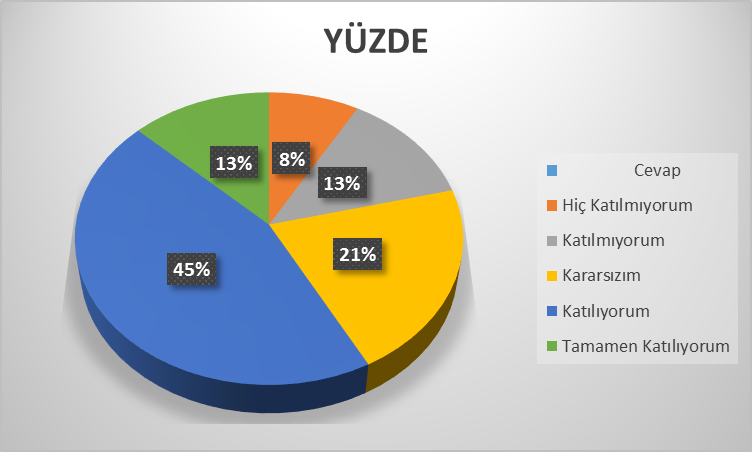 YÜZDE
8%
13%
13%
21%
45%
Cevap
Hiç Katılmıyorum
Katılmıyorum
Kararsızım
Katılıyorum
Tamamen Katılıyorum